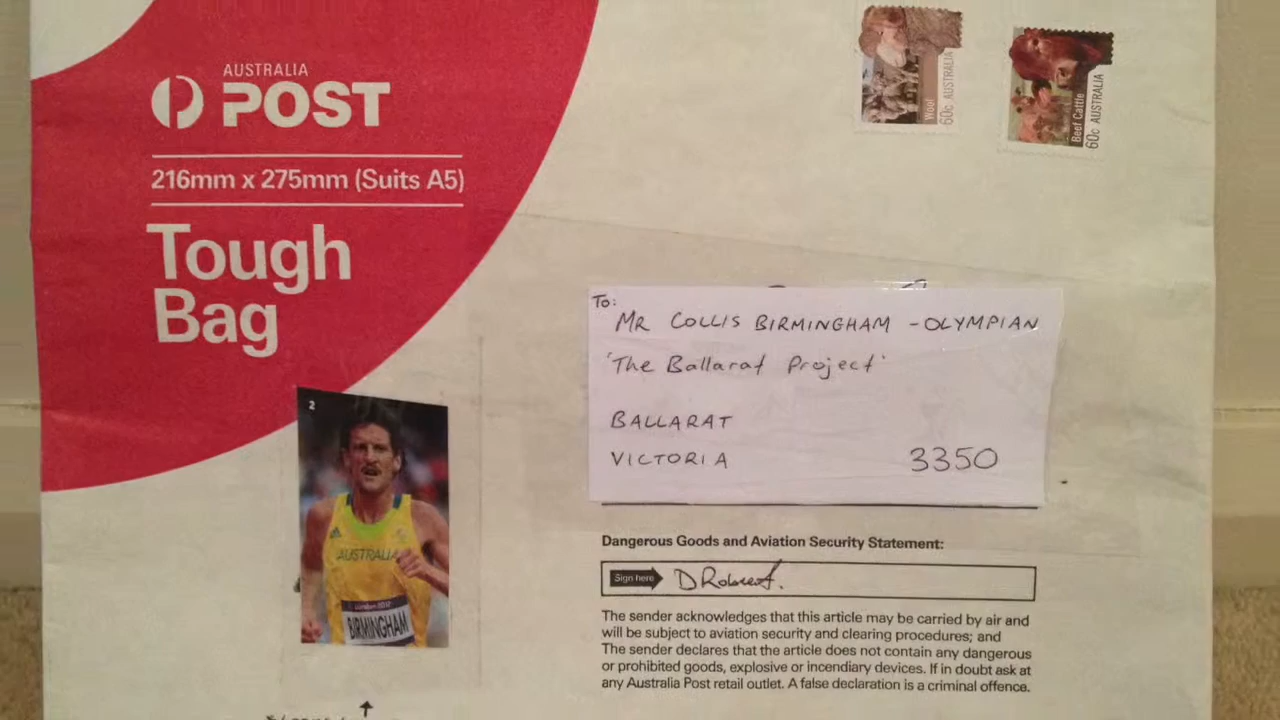 AUSTRALIA
POST
216mm x 275mm (Suits A5)
Tough
Bag
Wool
60c AUSTRALIA
Beef Cattle
60c AUSTRALIA
To:
MR COLLIS BIRMINGHAM - OLYMPIAN
'The Ballarat Project'
BALLARAT
VICTORIA 3350
2
AUSTRALIA
London 2012
BIRMINGHAM
Dangerous Goods and Aviation Security Statement:
Sign here
The sender acknowledges that this article may be carried by air and
will be subject to aviation security and clearing procedures; and
The sender declares that the article does not contain any dangerous
or prohibited goods, explosive or incendiary devices. If in doubt ask at
any Australia Post retail outlet. A false declaration is a criminal offence.